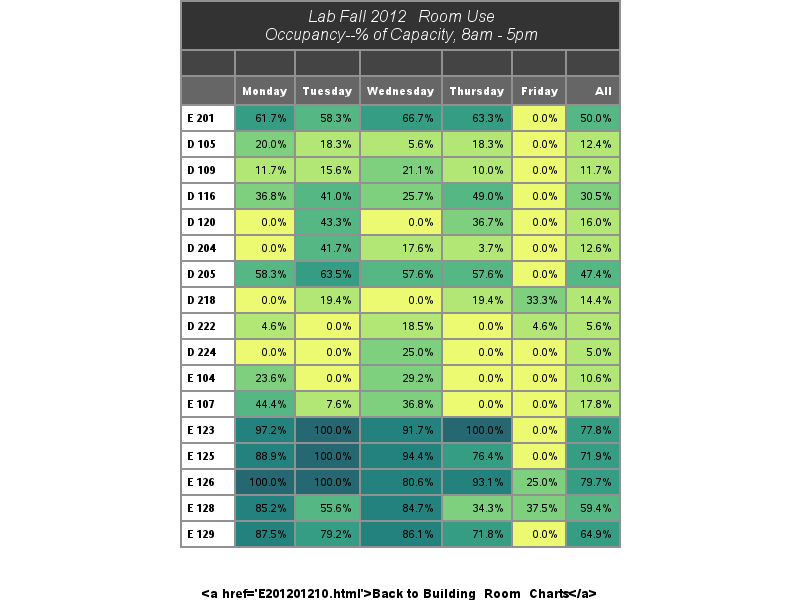 Lab Fall 2012 Room Use
Occupancy--% of Capacity, 8am - 5pm
Monday Tuesday Wednesday Thursday Friday All
E 201 61.7% 58.3% 66.7% 63.3% 0.0% 50.0%
D 105 20.0% 18.3% 5.6% 18.3% 0.0% 12.4%
D 109 11.7% 15.6% 21.1% 10.0% 0.0% 11.7%
D 116 36.8% 41.0% 25.7% 49.0% 0.0% 30.5%
D 120 0.0% 43.3% 0.0% 36.7% 0.0% 16.0%
D 204 0.0% 41.7% 17.6% 3.7% 0.0% 12.6%
D 205 58.3% 63.5% 57.6% 57.6% 0.0% 47.4%
D 218 0.0% 19.4% 0.0% 19.4% 33.3% 14.4%
D 222 4.6% 0.0% 18.5% 0.0% 4.6% 5.6%
D 224 0.0% 0.0% 25.0% 0.0% 0.0% 5.0%
E 104 23.6% 0.0% 29.2% 0.0% 0.0% 10.6%
E 107 44.4% 7.6% 36.8% 0.0% 0.0% 17.8%
E 123 97.2% 100.0% 91.7% 100.0% 0.0% 77.8%
E 125 88.9% 100.0% 94.4% 76.4% 0.0% 71.9%
E 126 100.0% 100.0% 80.6% 93.1% 25.0% 79.7%
E 128 85.2% 55.6% 84.7% 34.3% 37.5% 59.4%
E 129 87.5% 79.2% 86.1% 71.8% 0.0% 64.9%
<a href='E201201210.html'>Back to Building Room Charts</a>